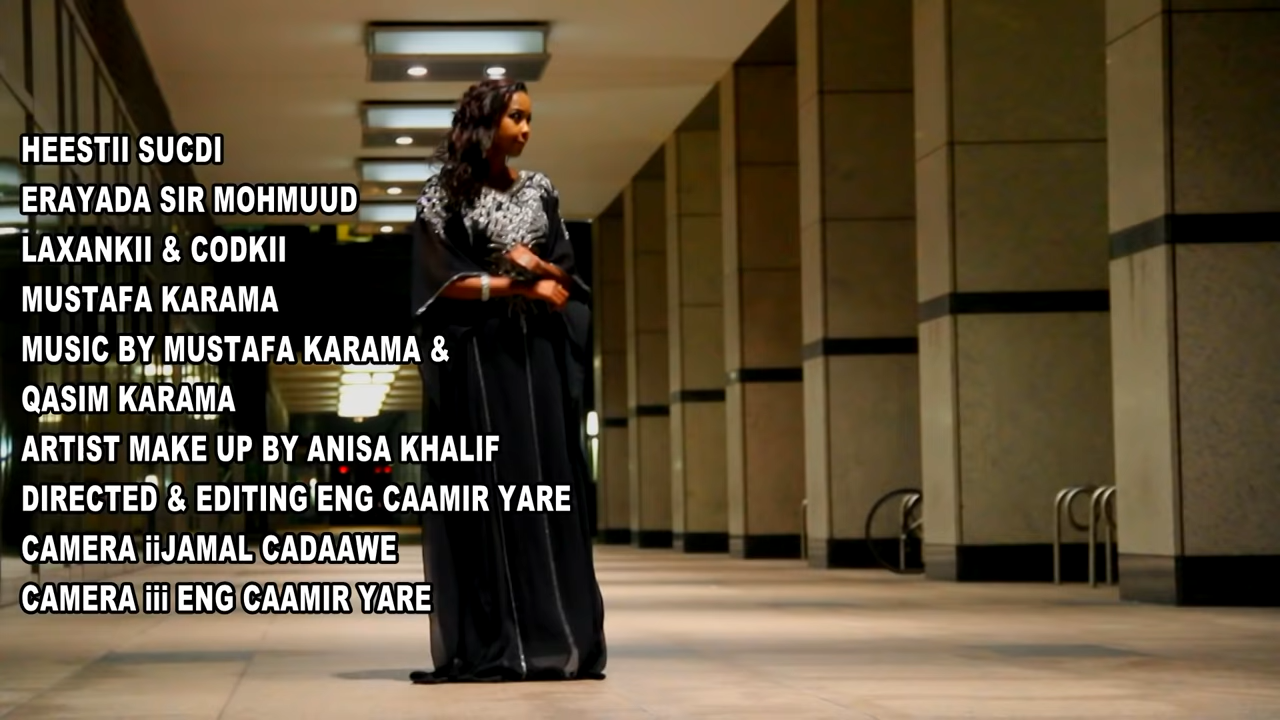 HEESTII SUCDI
ERAYADA SIR MOHMUUD
LAXANKII & CODKII
MUSTAFA KARAMA
MUSIC BY MUSTAFA KARAMA &
QASIM KARAMA
ARTIST MAKE UP BY ANISA KHALIF
DIRECTED & EDITING ENG CAAMIR YARE
CAMERA iiJAMAL CADAAWE
CAMERA iii ENG CAAMIR YARE